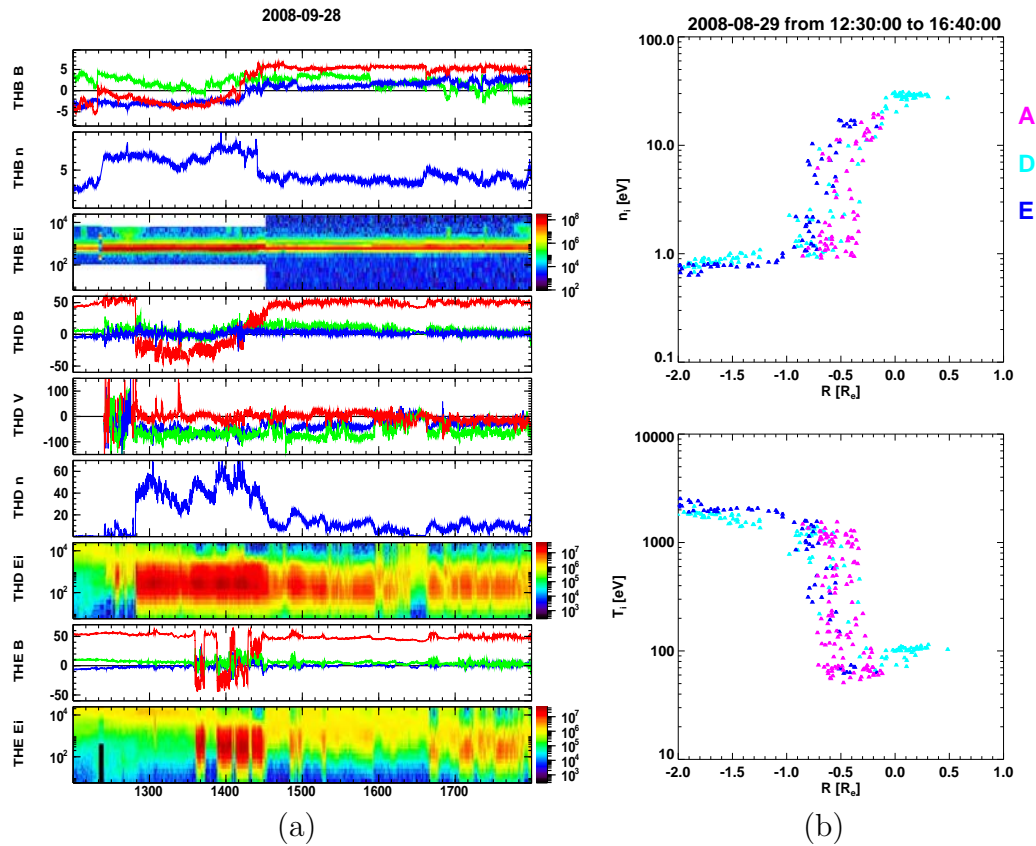 2008-09-28
THB B
5
0
-5
THB n
5
THB Ei
10^4
10^2
10^8
10^6
10^4
10^2
THD B
50
0
-50
THD V
100
0
-100
THD n
60
40
20
THD Ei
10^4
10^2
10^7
10^6
10^5
10^4
10^3
THE B
50
0
-50
THE Ei
10^4
10^2
10^7
10^6
10^5
10^4
10^3
1300 1400 1500 1600 1700
(a)
2008-08-29 from 12:30:00 to 16:40:00
100.0
10.0
1.0
0.1
n_i [eV]
-2.0 -1.5 -1.0 -0.5 0.0 0.5 1.0
R [R_e]
A
D
E
10000
1000
100
10
T_i [eV]
-2.0 -1.5 -1.0 -0.5 0.0 0.5 1.0
R [R_e]
(b)